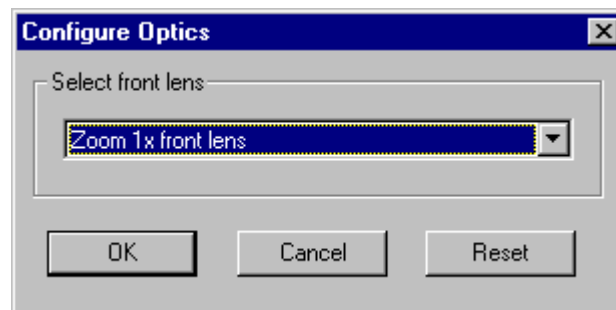 Configure Optics
Select front lens
Zoom 1x front lens
OK Cancel Reset